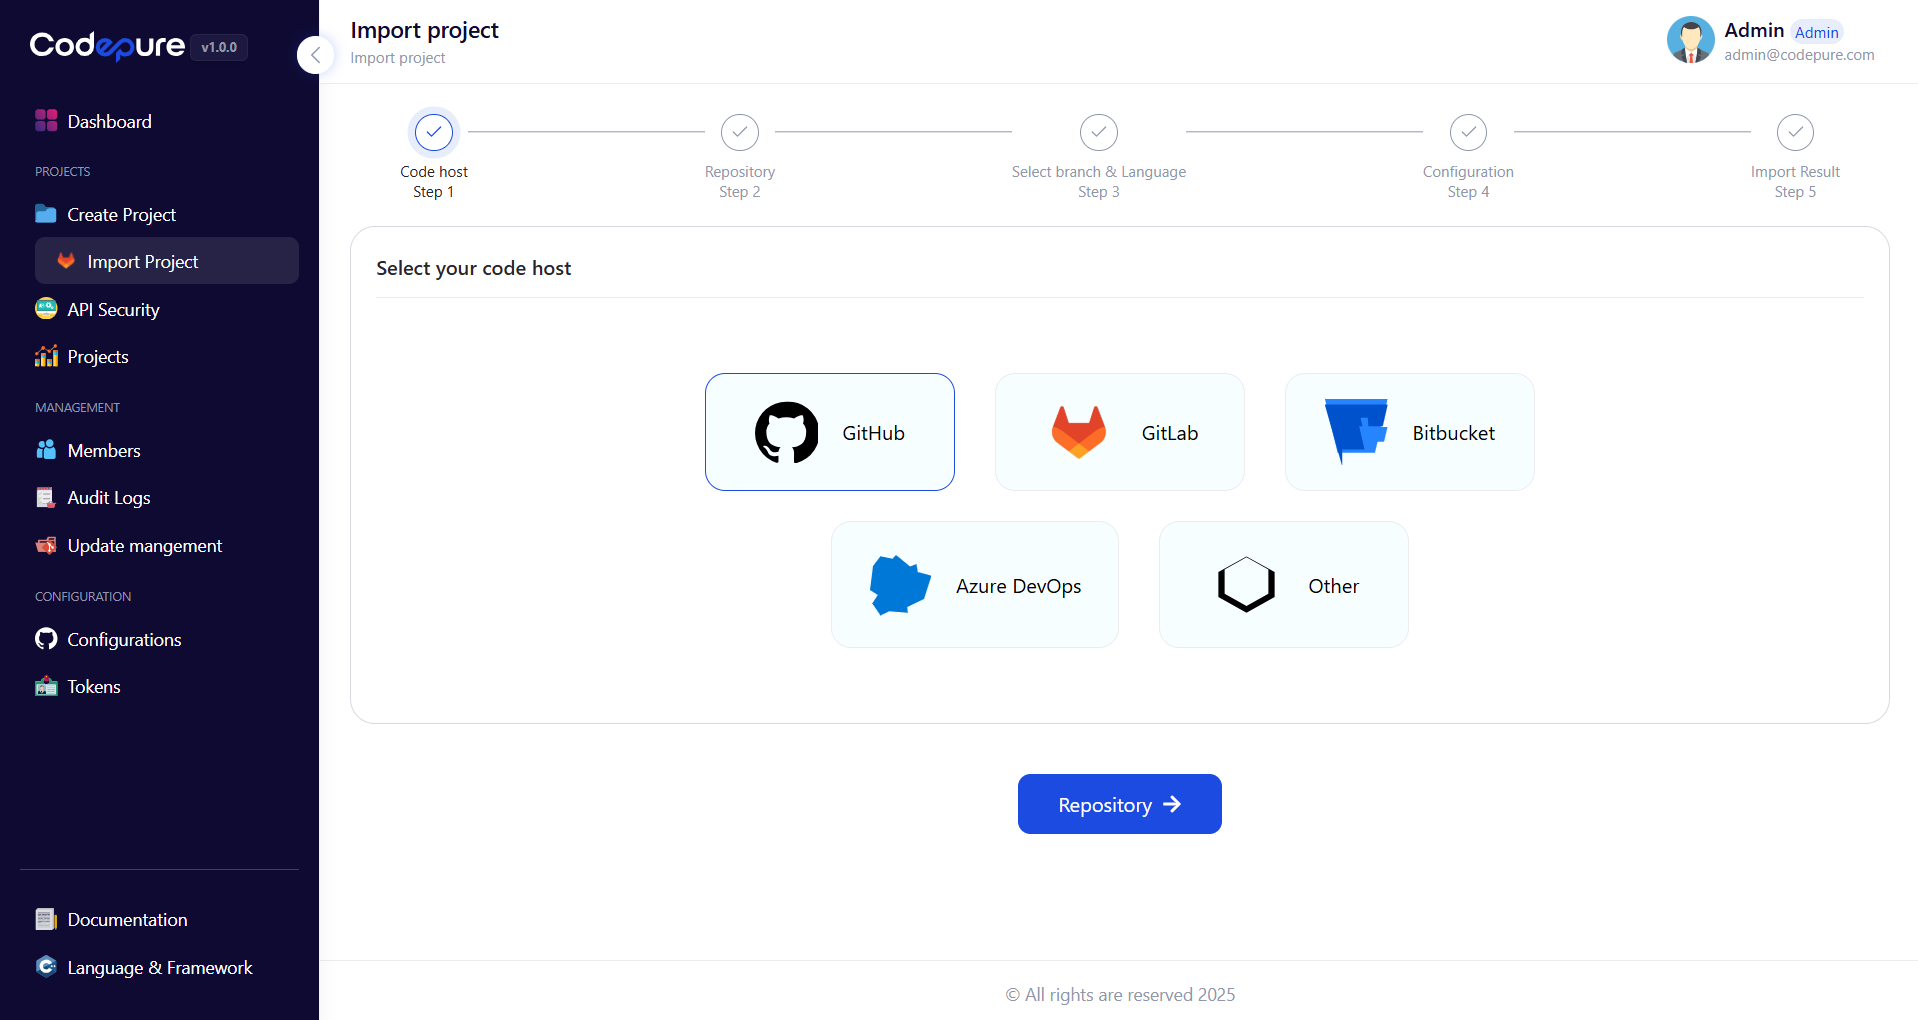 Codepure v1.0.0
Dashboard
PROJECTS
Create Project
Import Project
API Security
Projects
MANAGEMENT
Members
Audit Logs
Update mangement
CONFIGURATION
Configurations
Tokens
Documentation
Language & Framework
Import project
Import project
Admin Admin
admin@codepure.com
Code host
Step 1
Repository
Step 2
Select branch & Language
Step 3
Configuration
Step 4
Import Result
Step 5
Select your code host
GitHub
GitLab
Bitbucket
Azure DevOps
Other
Repository
© All rights are reserved 2025